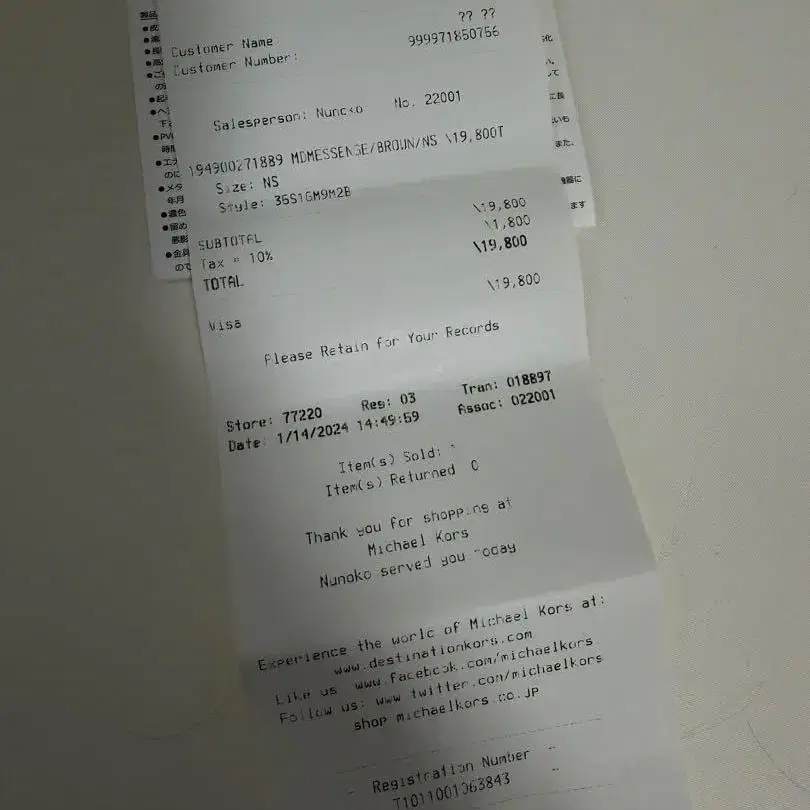 ?? ??
Customer Name
Customer Number: 999971850756
Salesperson: Nunoko No. 22001
194900271889 MDMESSENGE/BROUN/NS \19,800T
Size: NS
Style: 35S1GM9M2B
SUBTOTAL \19,800
Tax = 10% \1,800
TOTAL \19,800
Visa \19,800
Please Retain for Your Records
Store: 77220 Reg: 03 Tran: 018897
Date: 1/14/2024 14:49:59 Assoc: 022001
Item(s) Sold:
Item(s) Returned 0
Thank you for shopping at
Michael Kors
Nunoko served you Today
Experience the world of Michael Kors at:
www.destinationkors.com
Like us www.facebook.com/michaelkors
Follow us: www twitter.com/michaelkors
shop michaelkors.co.jp
Registration Number
T1011001063843